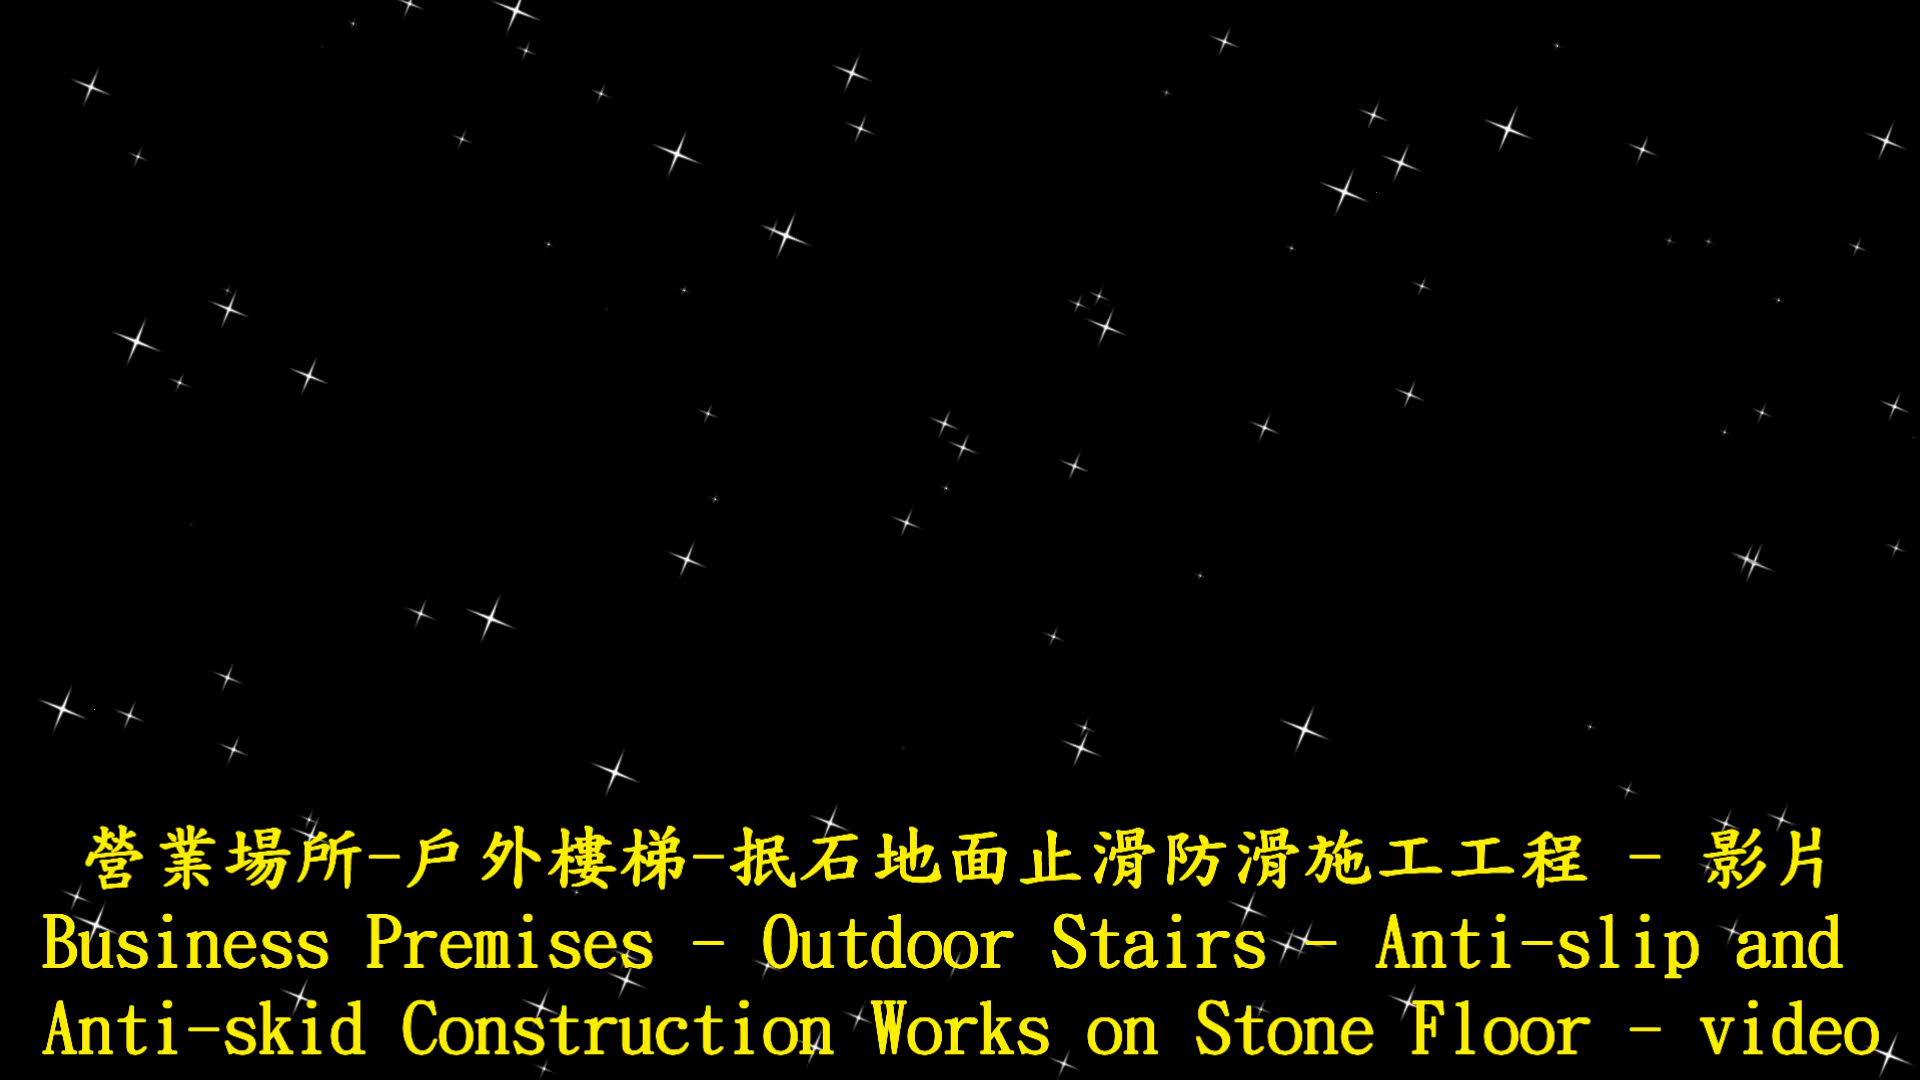 營業場所-戶外樓梯-抿石地面止滑防滑施工工程 - 影片
Business Premises - Outdoor Stairs - Anti-slip and
Anti-skid Construction Works on Stone Floor - video